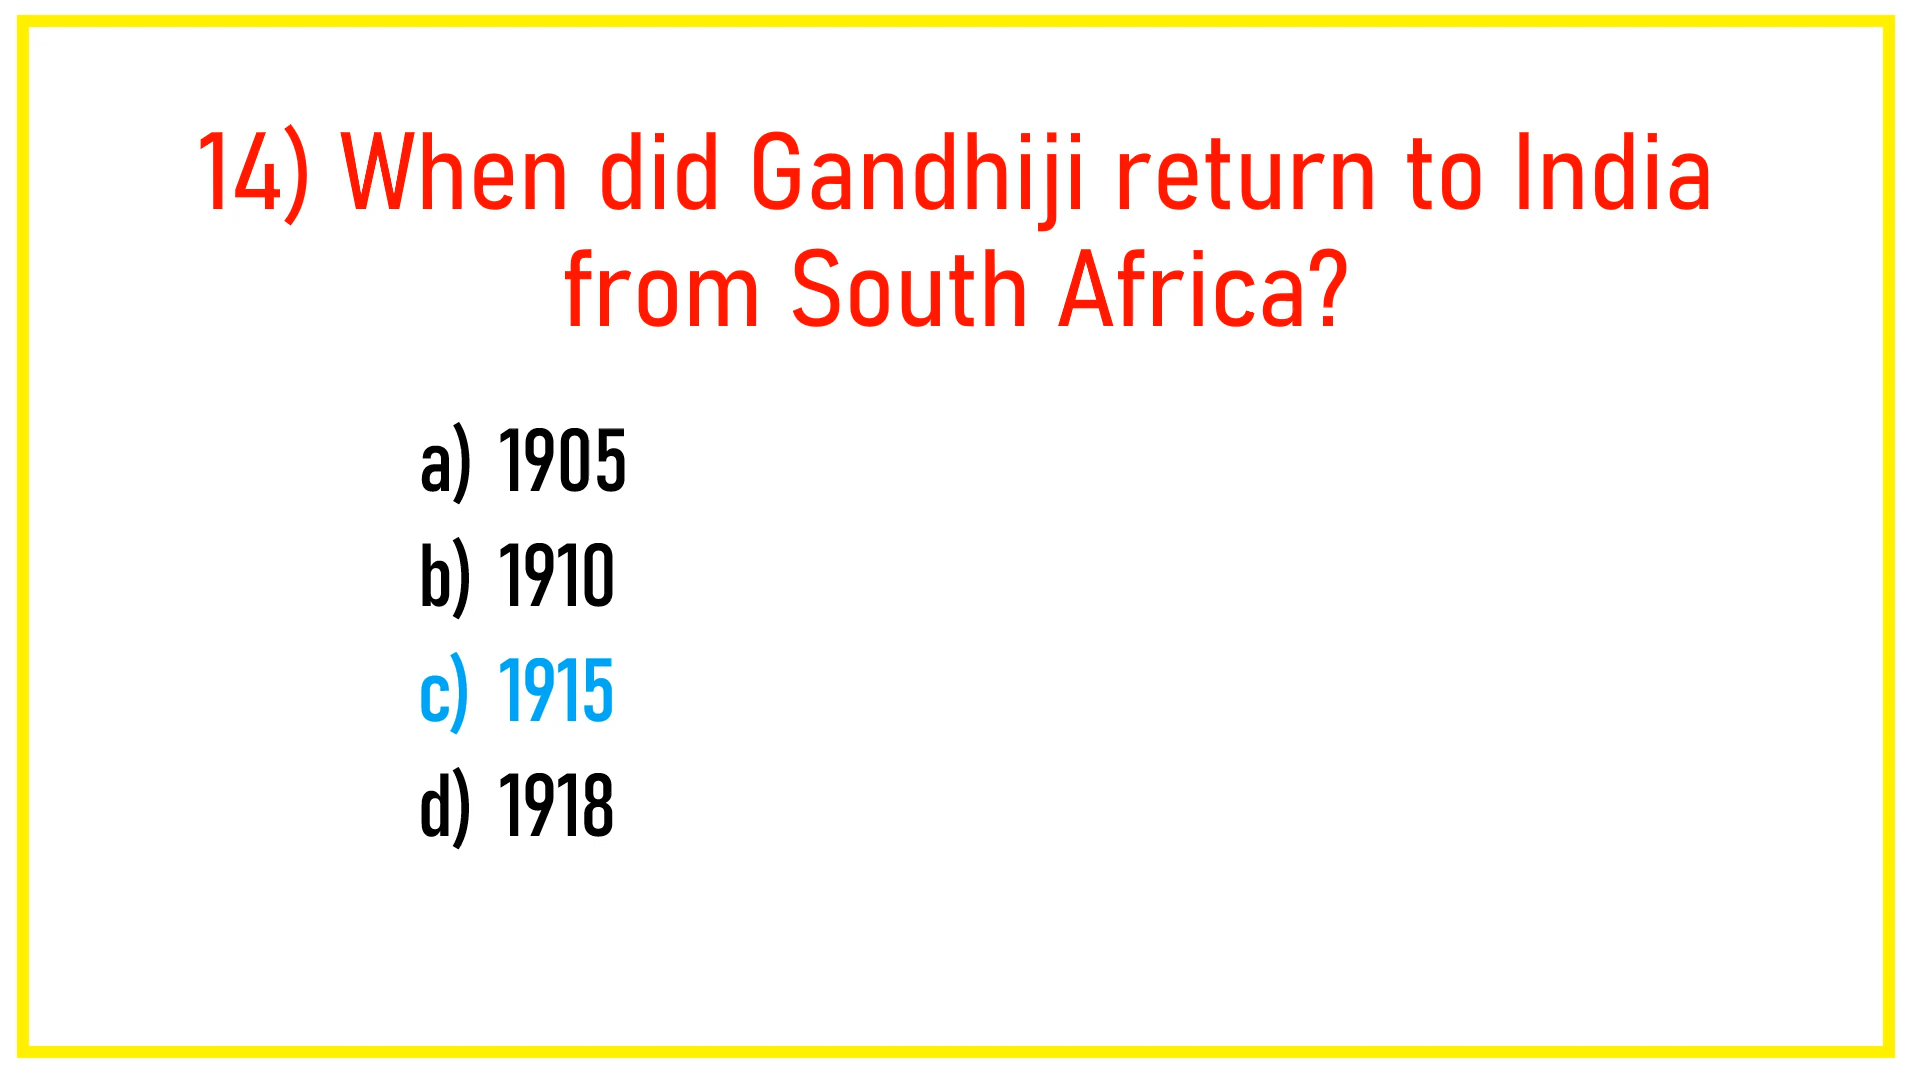 14) When did Gandhiji return to India
from South Africa?
a) 1905
b) 1910
c) 1915
d) 1918